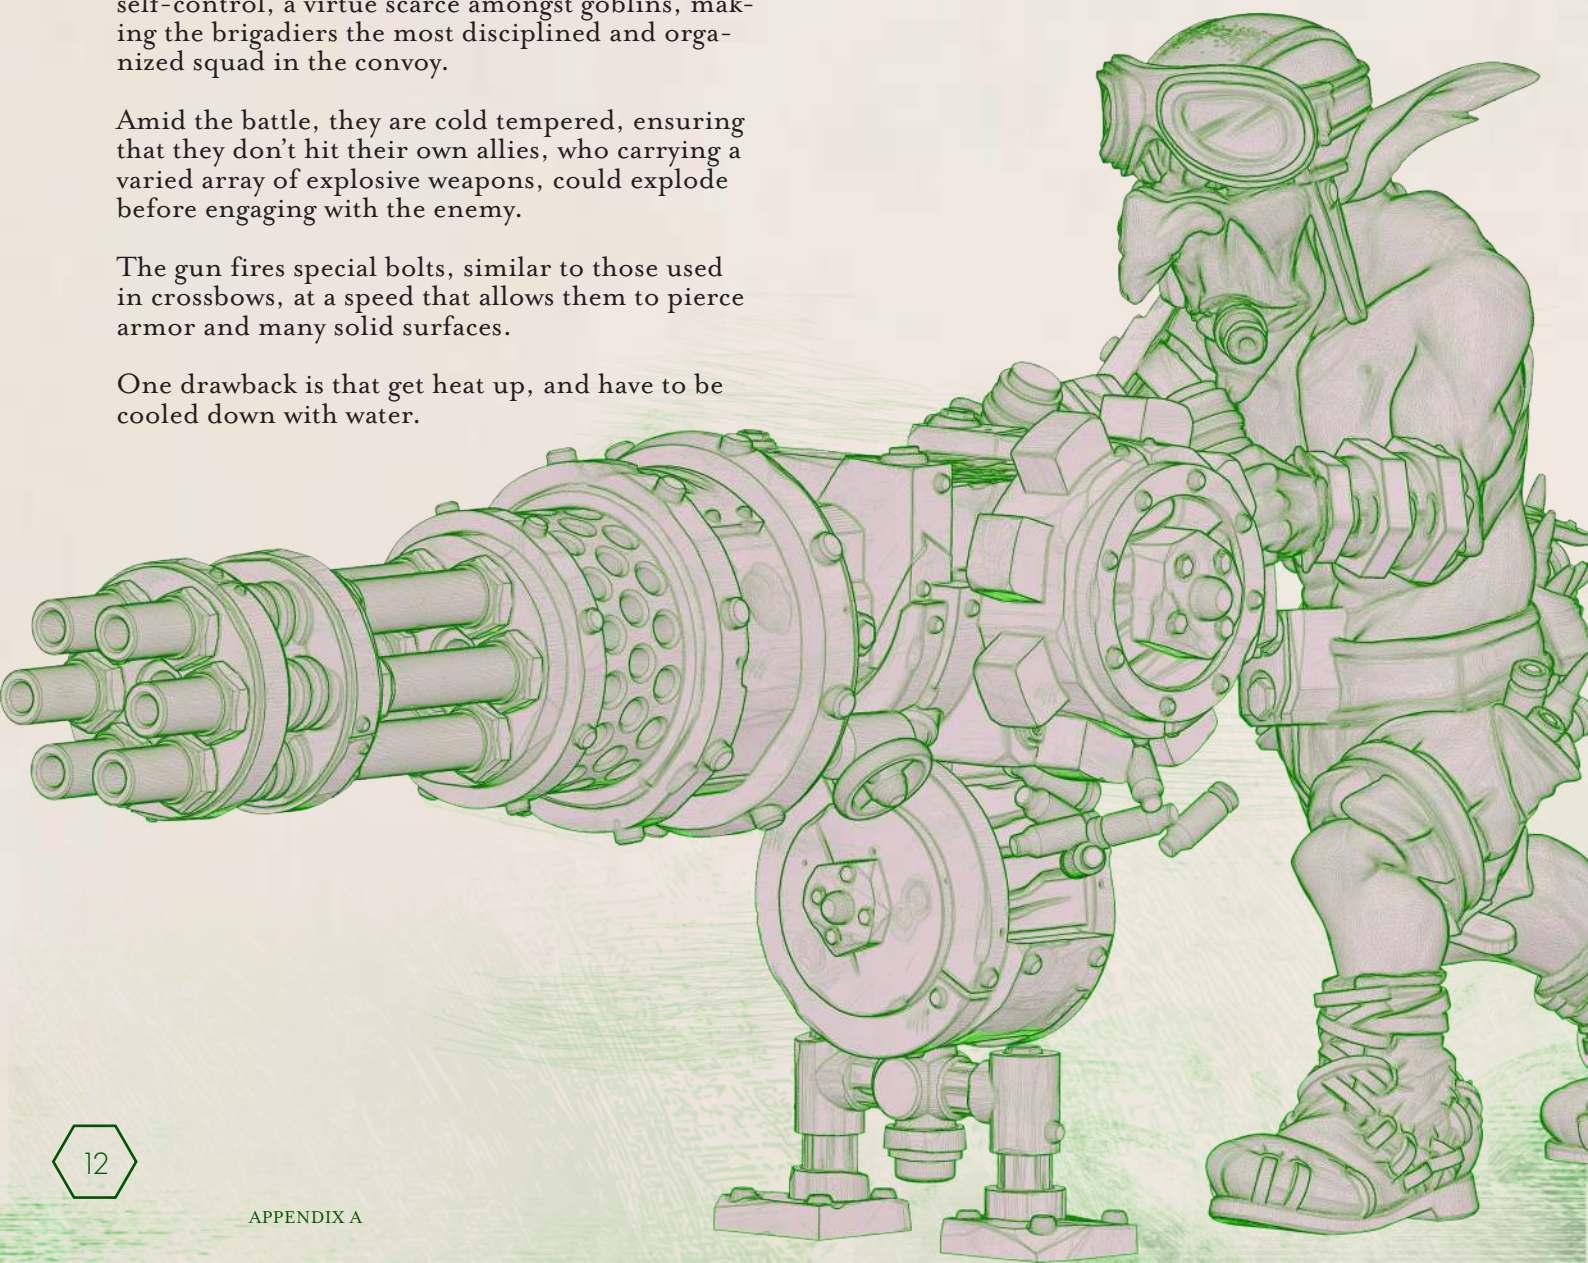 self-control, a virtue scarce amongst goblins, mak-
ing the brigadiers the most disciplined and orga-
nized squad in the convoy.
Amid the battle, they are cold tempered, ensuring
that they don't hit their own allies, who carrying a
varied array of explosive weapons, could explode
before engaging with the enemy.
The gun fires special bolts, similar to those used
in crossbows, at a speed that allows them to pierce
armor and many solid surfaces.
One drawback is that get heat up, and have to be
cooled down with water.
12
APPENDIX A